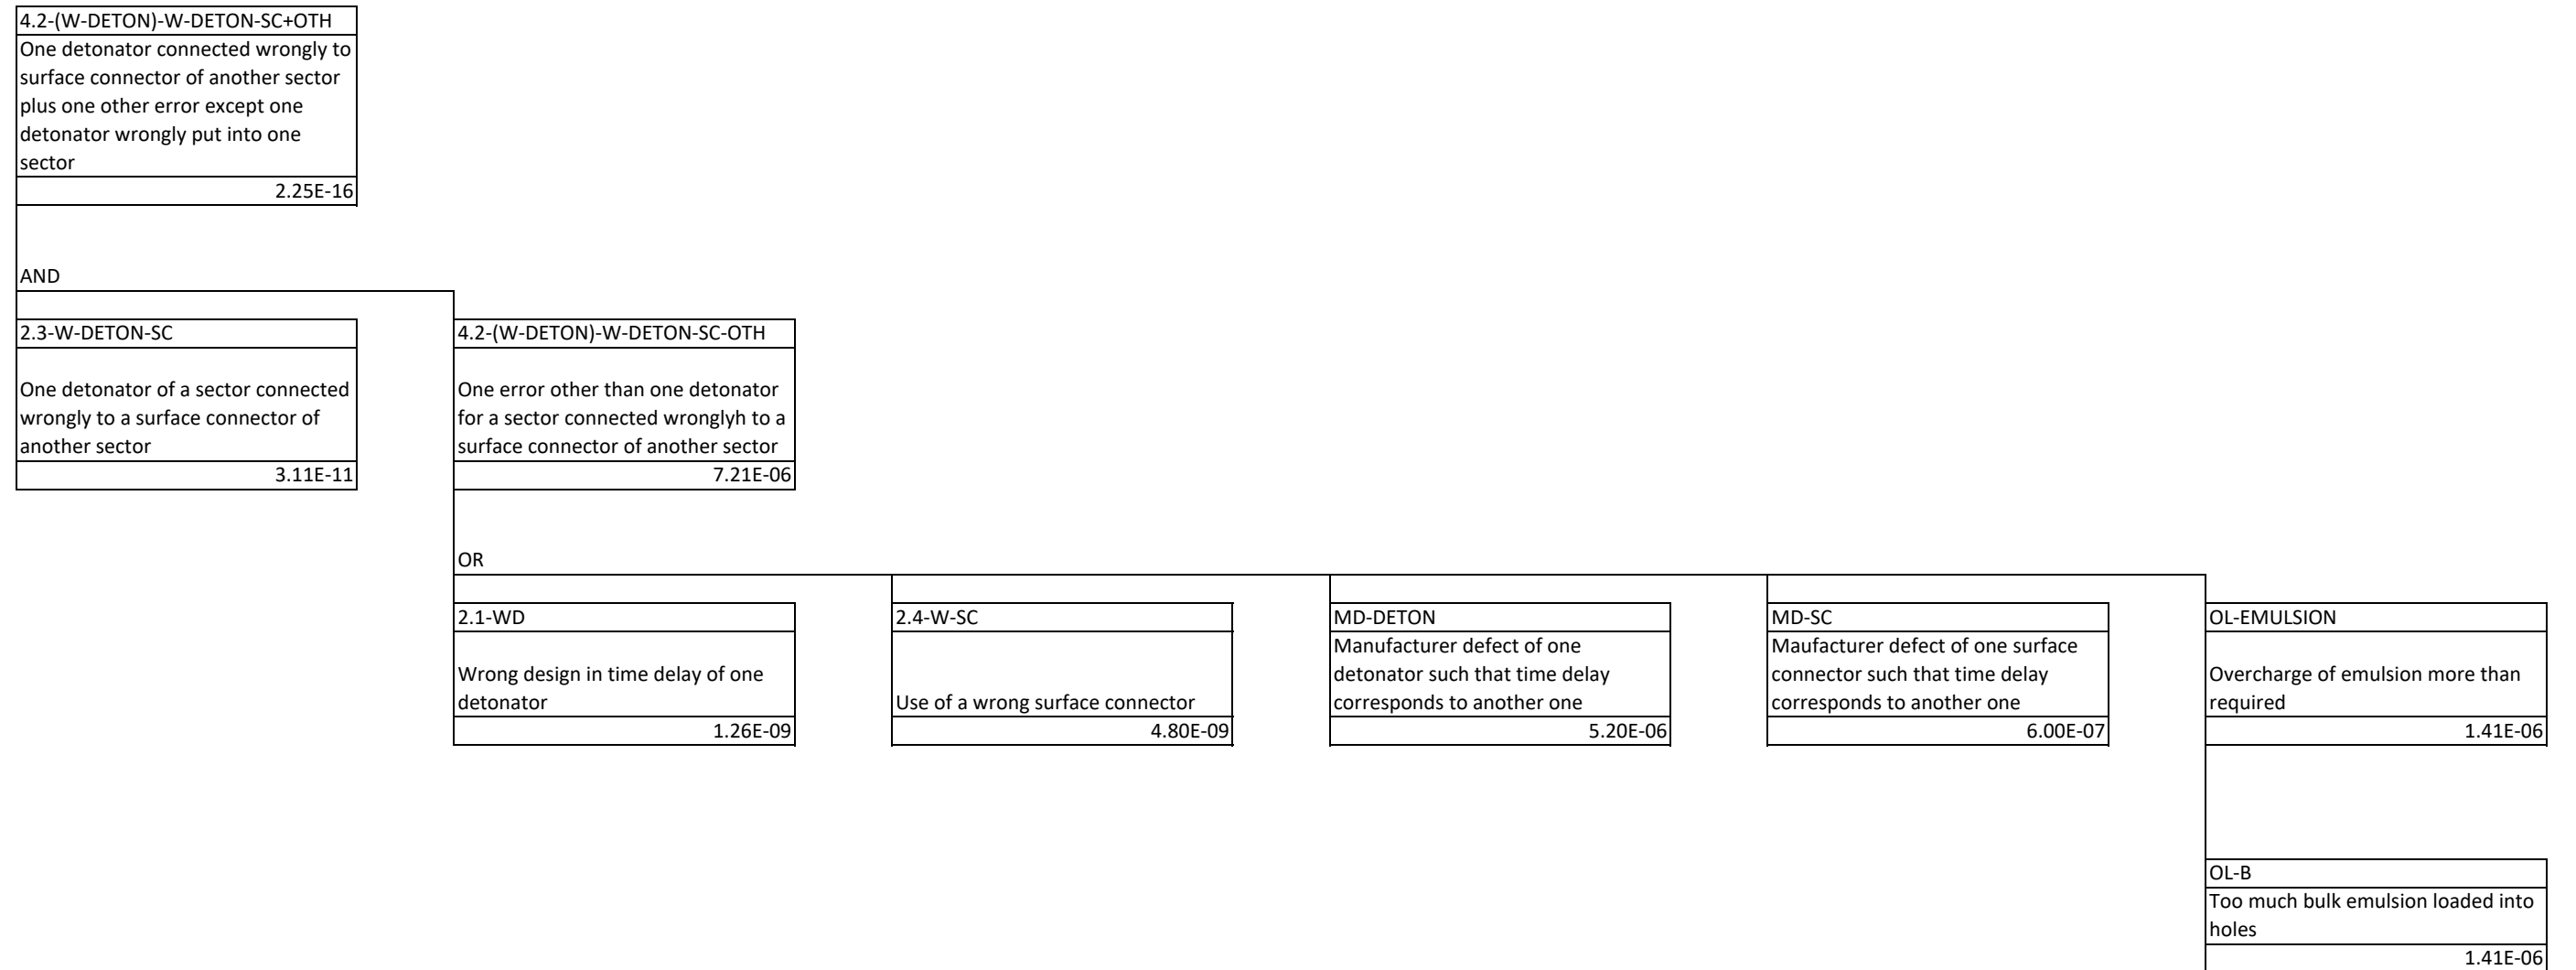 4.2-(W-DETON)-W-DETON-SC+OTH
One detonator connected wrongly to
surface connector of another sector
plus one other error except one
detonator wrongly put into one
sector
2.25E-16
AND
2.3-W-DETON-SC
One detonator of a sector connected
wrongly to a surface connector of
another sector
3.11E-11
4.2-(W-DETON)-W-DETON-SC-OTH
One error other than one detonator
for a sector connected wronglyh to a
surface connector of another sector
7.21E-06
OR
2.1-WD
Wrong design in time delay of one
detonator
1.26E-09
2.4-W-SC
Use of a wrong surface connector
4.80E-09
MD-DETON
Manufacturer defect of one
detonator such that time delay
corresponds to another one
5.20E-06
MD-SC
Maufacturer defect of one surface
connector such that time delay
corresponds to another one
6.00E-07
OL-EMULSION
Overcharge of emulsion more than
required
1.41E-06
OL-B
Too much bulk emulsion loaded into
holes
1.41E-06